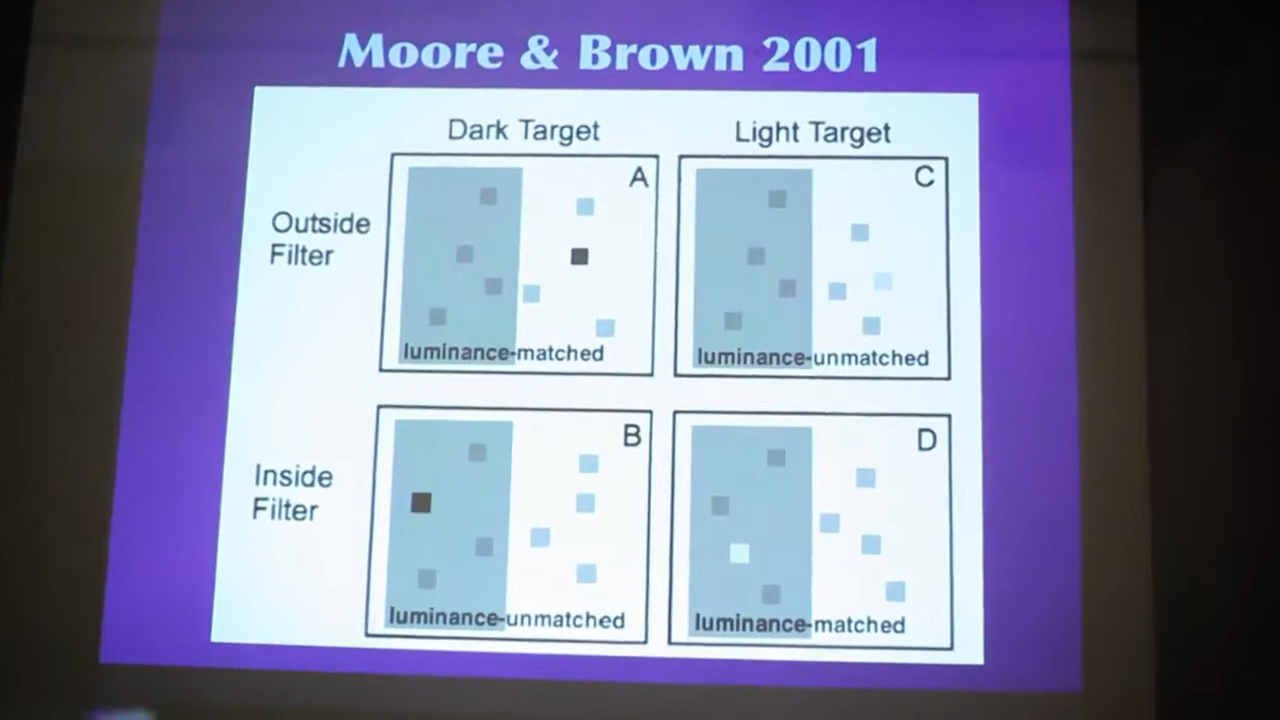 Moore & Brown 2001
Dark Target
Light Target
Outside
Filter
A
luminance-matched
C
luminance-unmatched
Inside
Filter
B
luminance-unmatched
D
luminance-matched